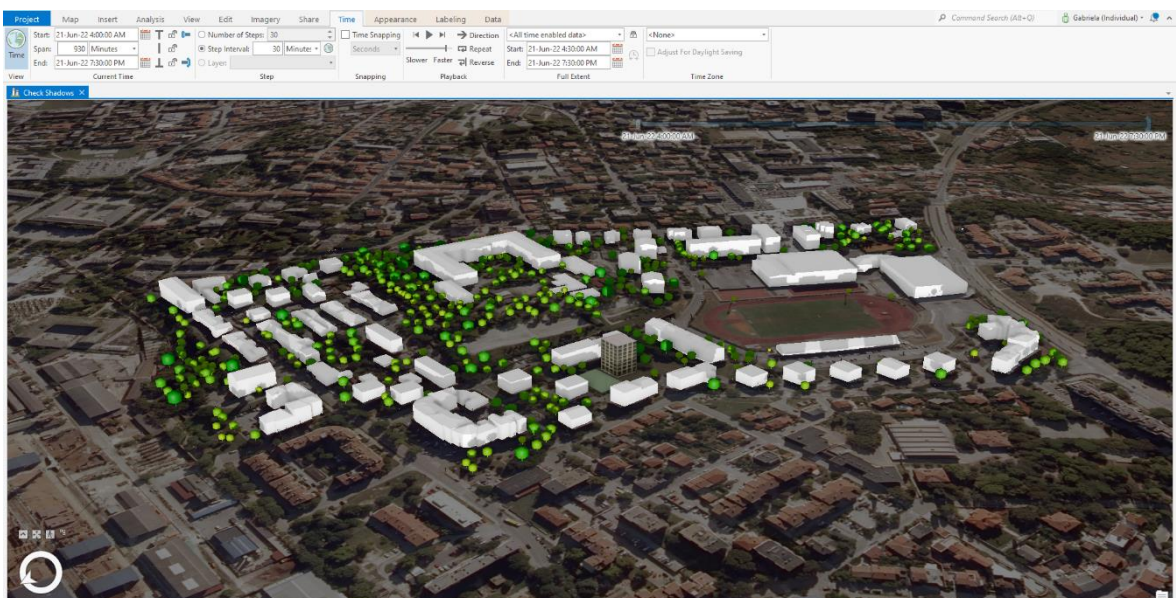 Project Map Insert Analysis View Edit Imagery Share Time Appearance Labeling Data
Command Search (Alt+Q) Gabriela (Individual)
Time
View
Start: 21-Jun-22 4:00:00 AM
Span: 930 Minutes
End: 21-Jun-22 7:30:00 PM
Current Time
Number of Steps: 30
Step Interval: 30 Minutes
Layer:
Step
Time Snapping
Seconds
Snapping
Direction
Repeat
Slower Faster Reverse
Playback
<All time enabled data>
Start: 21-Jun-22 4:30:00 AM
End: 21-Jun-22 7:30:00 PM
Full Extent
<None>
Adjust For Daylight Saving
Time Zone
Check Shadows
21-Jun-22 4:00:00 AM
21-Jun-22 7:30:00 PM